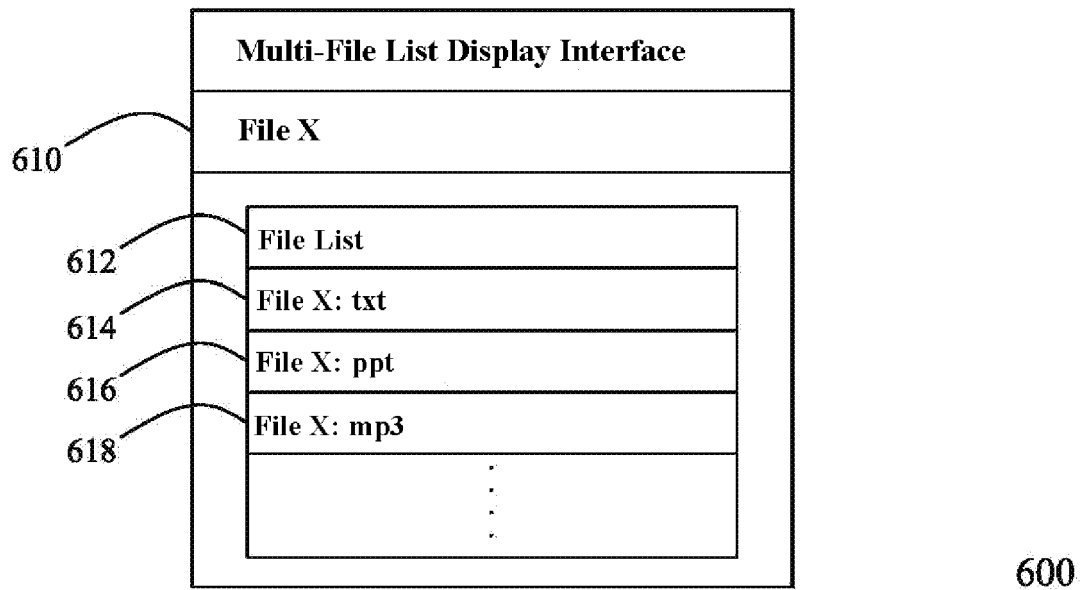 Multi-File List Display Interface
File X
610
File List
612
File X: txt
614
File X: ppt
616
File X: mp3
618
600